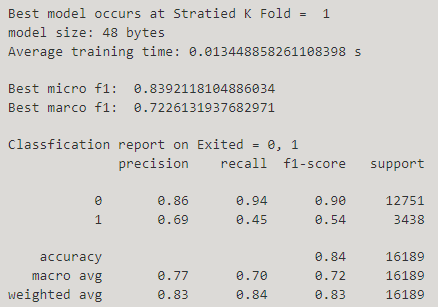 Best model occurs at Stratied K Fold =  1
model size: 48 bytes
Average training time: 0.013448858261108398 s
Best micro f1:  0.8392118104886034
Best marco f1:  0.7226131937682971
Classfication report on Exited = 0, 1
precision    recall  f1-score   support
0       0.86      0.94      0.90     12751
1       0.69      0.45      0.54      3438
accuracy                           0.84     16189
macro avg       0.77      0.70      0.72     16189
weighted avg       0.83      0.84      0.83     16189